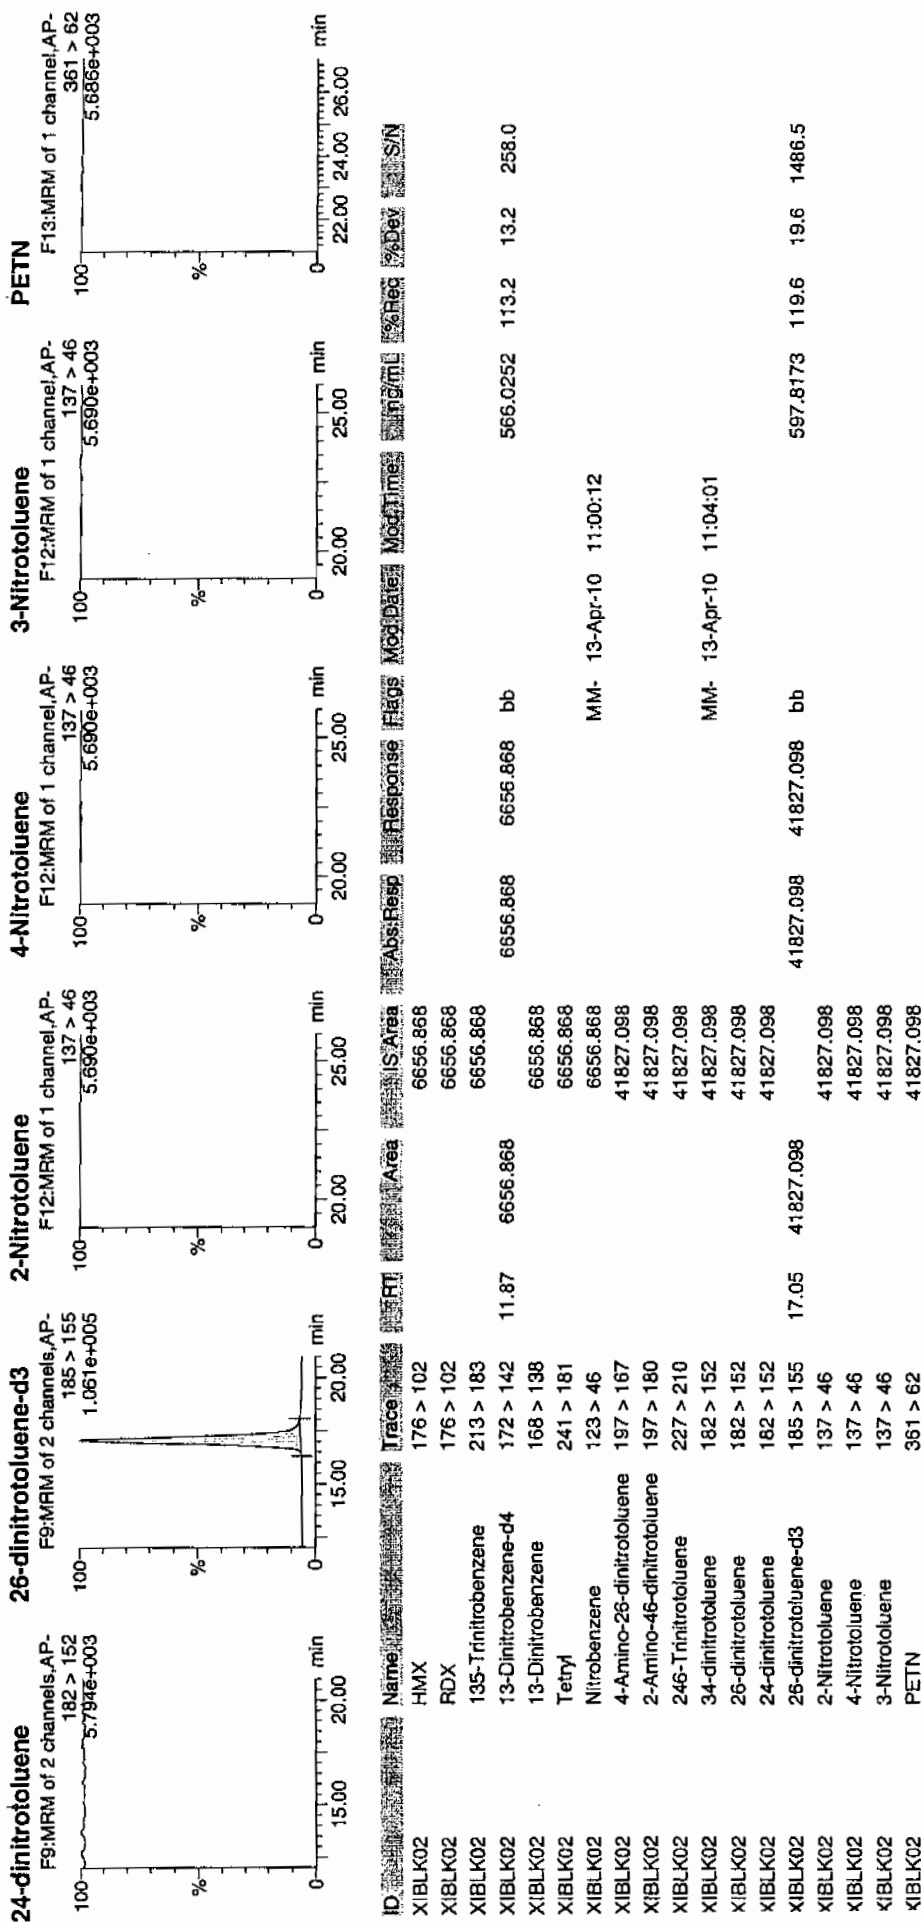 24-dinitrotoluene
F9:MRM of 2 channels,AP-
182 > 152
5.794e+003
100
%
0
15.00 20.00 min
26-dinitrotoluene-d3
F9:MRM of 2 channels,AP-
185 > 155
1.061e+005
100
%
0
15.00 20.00 min
2-Nitrotoluene
F12:MRM of 1 channel,AP-
137 > 46
5.690e+003
100
%
0
20.00 25.00 min
4-Nitrotoluene
F12:MRM of 1 channel,AP-
137 > 46
5.690e+003
100
%
0
20.00 25.00 min
3-Nitrotoluene
F12:MRM of 1 channel,AP-
137 > 46
5.690e+003
100
%
0
20.00 25.00 min
PETN
F13:MRM of 1 channel,AP-
361 > 62
5.686e+003
100
%
0
22.00 24.00 26.00 min
ID Name Trace RT Area IS Area Abs.Resp Response Flags Mod.Date Mod.Time ng/mL %Rec %Dev S/N
XIBLK02 HMX 176 > 102 6656.868
XIBLK02 RDX 176 > 102 6656.868
XIBLK02 135-Trinitrobenzene 213 > 183 6656.868
XIBLK02 13-Dinitrobenzene-d4 172 > 142 11.87 6656.868 6656.868 6656.868 bb 566.0252 113.2 13.2 258.0
XIBLK02 13-Dinitrobenzene 168 > 138 6656.868
XIBLK02 Tetryl 241 > 181 6656.868
XIBLK02 Nitrobenzene 123 > 46 6656.868 MM- 13-Apr-10 11:00:12
XIBLK02 4-Amino-26-dinitrotoluene 197 > 167 41827.098
XIBLK02 2-Amino-46-dinitrotoluene 197 > 180 41827.098
XIBLK02 246-Trinitrotoluene 227 > 210 41827.098
XIBLK02 34-dinitrotoluene 182 > 152 41827.098 MM- 13-Apr-10 11:04:01
XIBLK02 26-dinitrotoluene 182 > 152 41827.098
XIBLK02 24-dinitrotoluene 182 > 152 41827.098
XIBLK02 26-dinitrotoluene-d3 185 > 155 17.05 41827.098 41827.098 41827.098 bb 597.8173 119.6 19.6 1486.5
XIBLK02 2-Nitrotoluene 137 > 46 41827.098
XIBLK02 4-Nitrotoluene 137 > 46 41827.098
XIBLK02 3-Nitrotoluene 137 > 46 41827.098
XIBLK02 PETN 361 > 62 41827.098